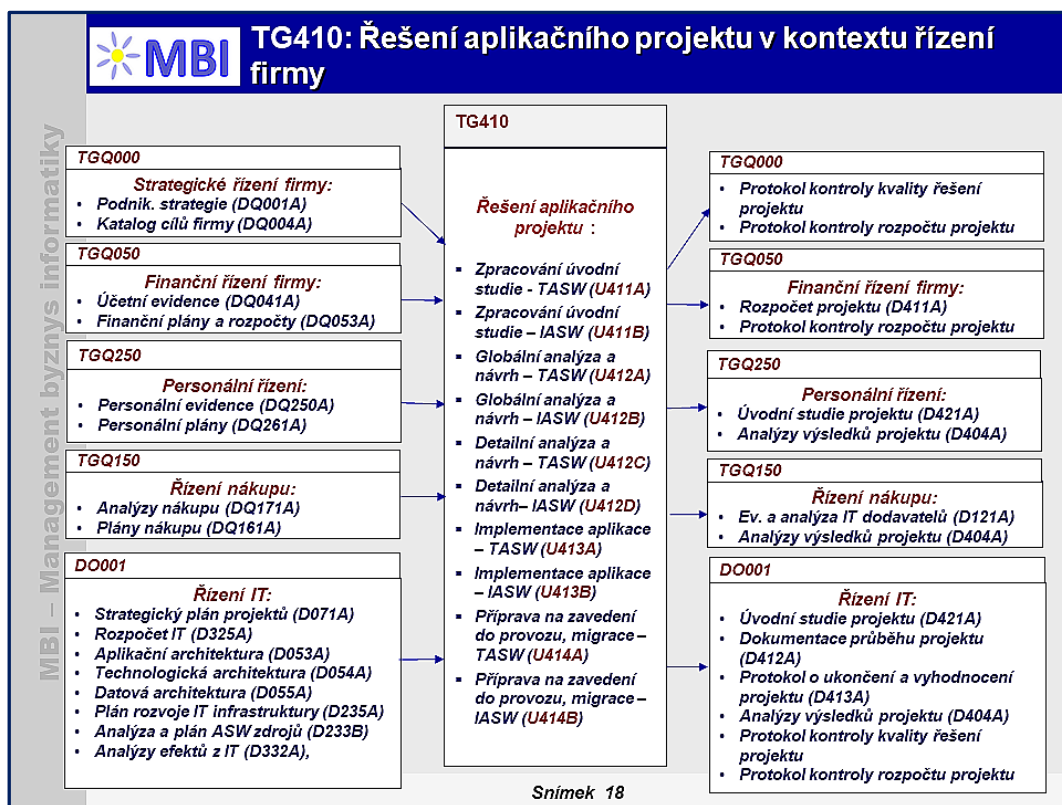 MBI
TG410: Řešení aplikačního projektu v kontextu řízení
firmy
MBI – Management byznys informatiky
TGQ000
Strategické řízení firmy:
• Podnik. strategie (DQ001A)
• Katalog cílů firmy (DQ004A)
TGQ050
Finanční řízení firmy:
• Účetní evidence (DQ041A)
• Finanční plány a rozpočty (DQ053A)
TGQ250
Personální řízení:
• Personální evidence (DQ250A)
• Personální plány (DQ261A)
TGQ150
Řízení nákupu:
• Analýzy nákupu (DQ171A)
• Plány nákupu (DQ161A)
DO001
Řízení IT:
• Strategický plán projektů (D071A)
• Rozpočet IT (D325A)
• Aplikační architektura (D053A)
• Technologická architektura (D054A)
• Datová architektura (D055A)
• Plán rozvoje IT infrastruktury (D235A)
• Analýza a plán ASW zdrojů (D233B)
• Analýzy efektů z IT (D332A),
TG410
Řešení aplikačního
projektu :
▪ Zpracování úvodní
studie - TASW (U411A)
▪ Zpracování úvodní
studie – IASW (U411B)
▪ Globální analýza a
návrh – TASW (U412A)
▪ Globální analýza a
návrh – IASW (U412B)
▪ Detailní analýza a
návrh – TASW (U412C)
▪ Detailní analýza a
návrh– IASW (U412D)
▪ Implementace aplikace
– TASW (U413A)
▪ Implementace aplikace
– IASW (U413B)
▪ Příprava na zavedení
do provozu, migrace –
TASW (U414A)
▪ Příprava na zavedení
do provozu, migrace –
IASW (U414B)
TGQ000
• Protokol kontroly kvality řešení
projektu
• Protokol kontroly rozpočtu projektu
TGQ050
Finanční řízení firmy:
• Rozpočet projektu (D411A)
• Protokol kontroly rozpočtu projektu
TGQ250
Personální řízení:
• Úvodní studie projektu (D421A)
• Analýzy výsledků projektu (D404A)
TGQ150
Řízení nákupu:
• Ev. a analýza IT dodavatelů (D121A)
• Analýzy výsledků projektu (D404A)
DO001
Řízení IT:
• Úvodní studie projektu (D421A)
• Dokumentace průběhu projektu
(D412A)
• Protokol o ukončení a vyhodnocení
projektu (D413A)
• Analýzy výsledků projektu (D404A)
• Protokol kontroly kvality řešení
projektu
• Protokol kontroly rozpočtu projektu
Snímek 18